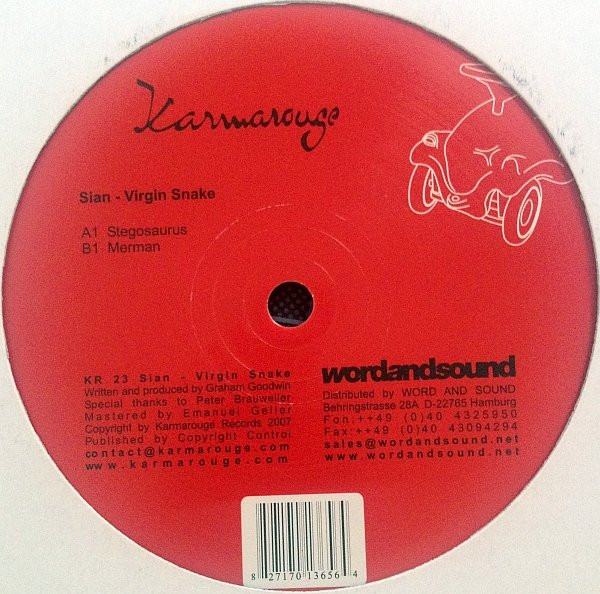 Karmarouge
Sian - Virgin Snake
A1 Stegosaurus
B1 Merman
KR 23 Sian - Virgin Snake
Written and produced by Graham Goodwin
Special thanks to Peter Brauweiler
Mastered by Emanuel Geller
Copyright by Karmarouge Records 2007
Published by Copyright Control
contact@karmarouge.com
www.karmarouge.com
wordandsound
Distributed by WORD AND SOUND
Behringstrasse 28A D-22765 Hamburg
Fon:++49 (0)40 4325950
Fax:++49 (0)40 43094294
sales@wordandsound.net
www.wordandsound.net
8 27170 13656 4